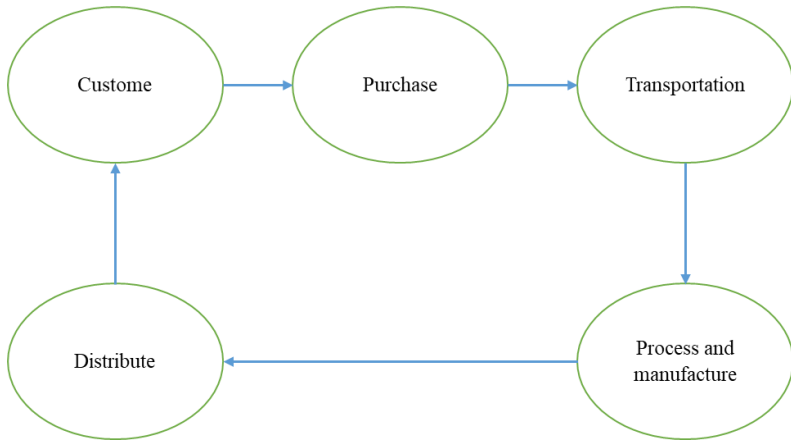 Custome
Purchase
Transportation
Process and
manufacture
Distribute